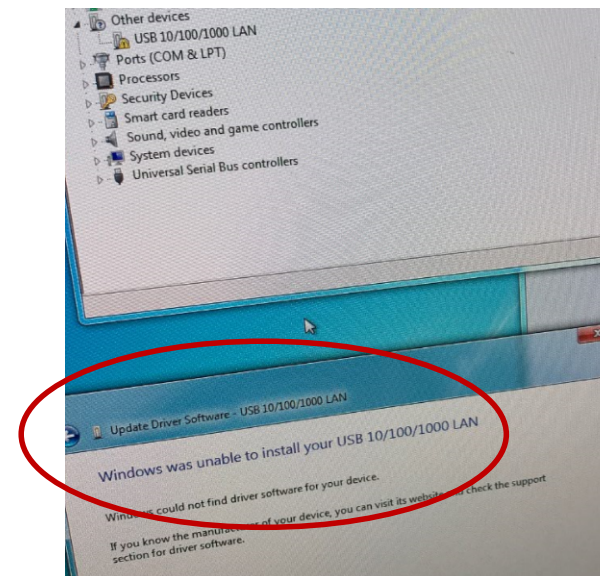 Other devices
USB 10/100/1000 LAN
Ports (COM & LPT)
Processors
Security Devices
Smart card readers
Sound, video and game controllers
System devices
Universal Serial Bus controllers
Update Driver Software - USB 10/100/1000 LAN
Windows was unable to install your USB 10/100/1000 LAN
Windows could not find driver software for your device.
If you know the manufacturer of your device, you can visit its website and check the support
section for driver software.